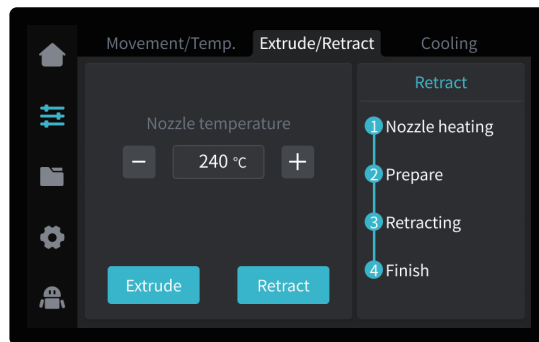 Movement/Temp. Extrude/Retract Cooling
Nozzle temperature
− 240 °C +
Extrude Retract
Retract
1 Nozzle heating
2 Prepare
3 Retracting
4 Finish